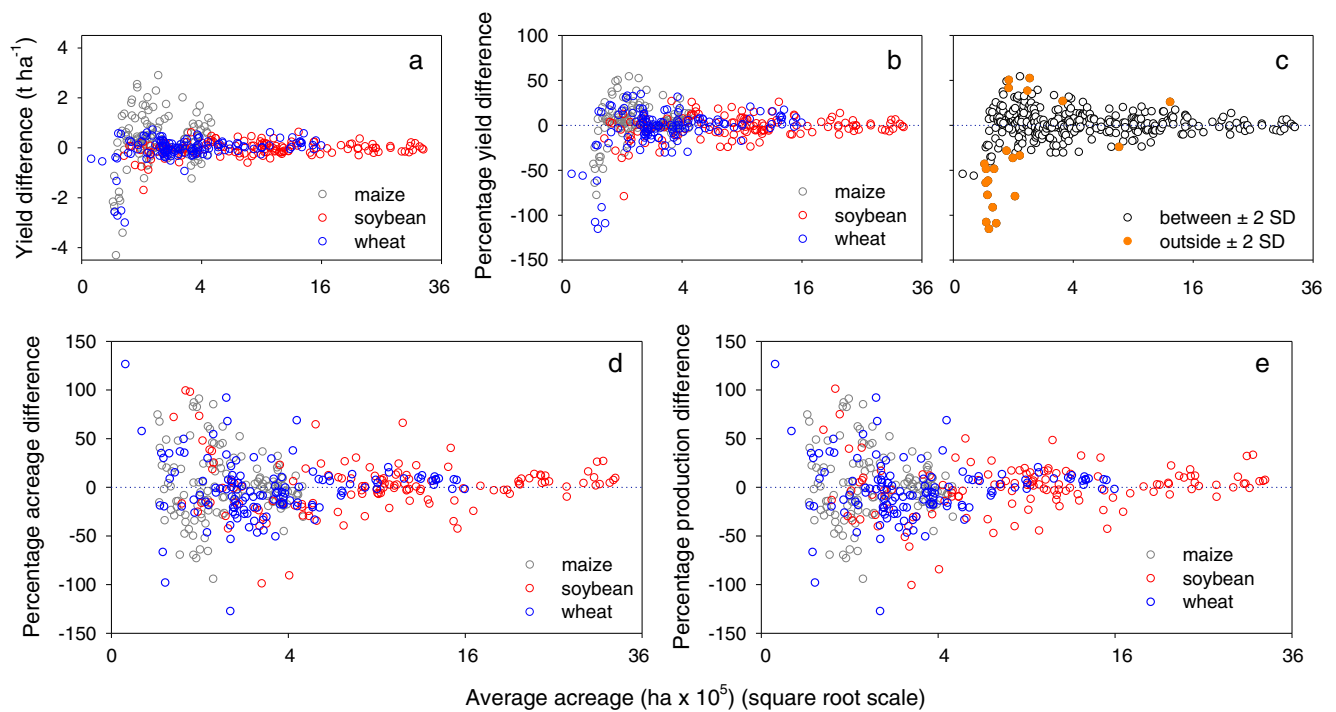 a
Yield difference (t ha-1)
4
2
0
-2
-4
maize
soybean
wheat
0
4
16
36
b
Percentage yield difference
100
50
0
-50
-100
-150
maize
soybean
wheat
0
4
16
36
c
between ± 2 SD
outside ± 2 SD
0
4
16
36
d
Percentage acreage difference
150
100
50
0
-50
-100
-150
maize
soybean
wheat
0
4
16
36
e
Percentage production difference
150
100
50
0
-50
-100
-150
maize
soybean
wheat
0
4
16
36
Average acreage (ha x 10⁵) (square root scale)